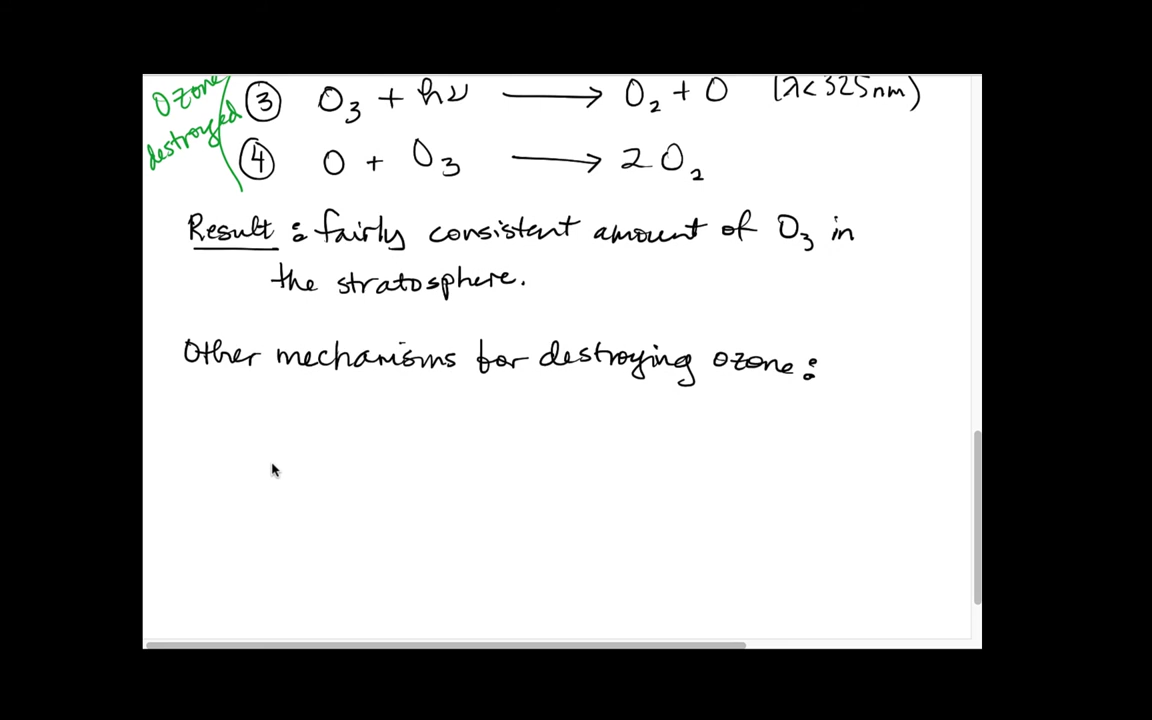 Ozone
destroyed
③ O₃ + hν ⟶ O₂ + O (λ<325nm)
④ O + O₃ ⟶ 2O₂
Result : fairly consistent amount of O₃ in
the stratosphere.
Other mechanisms for destroying ozone :